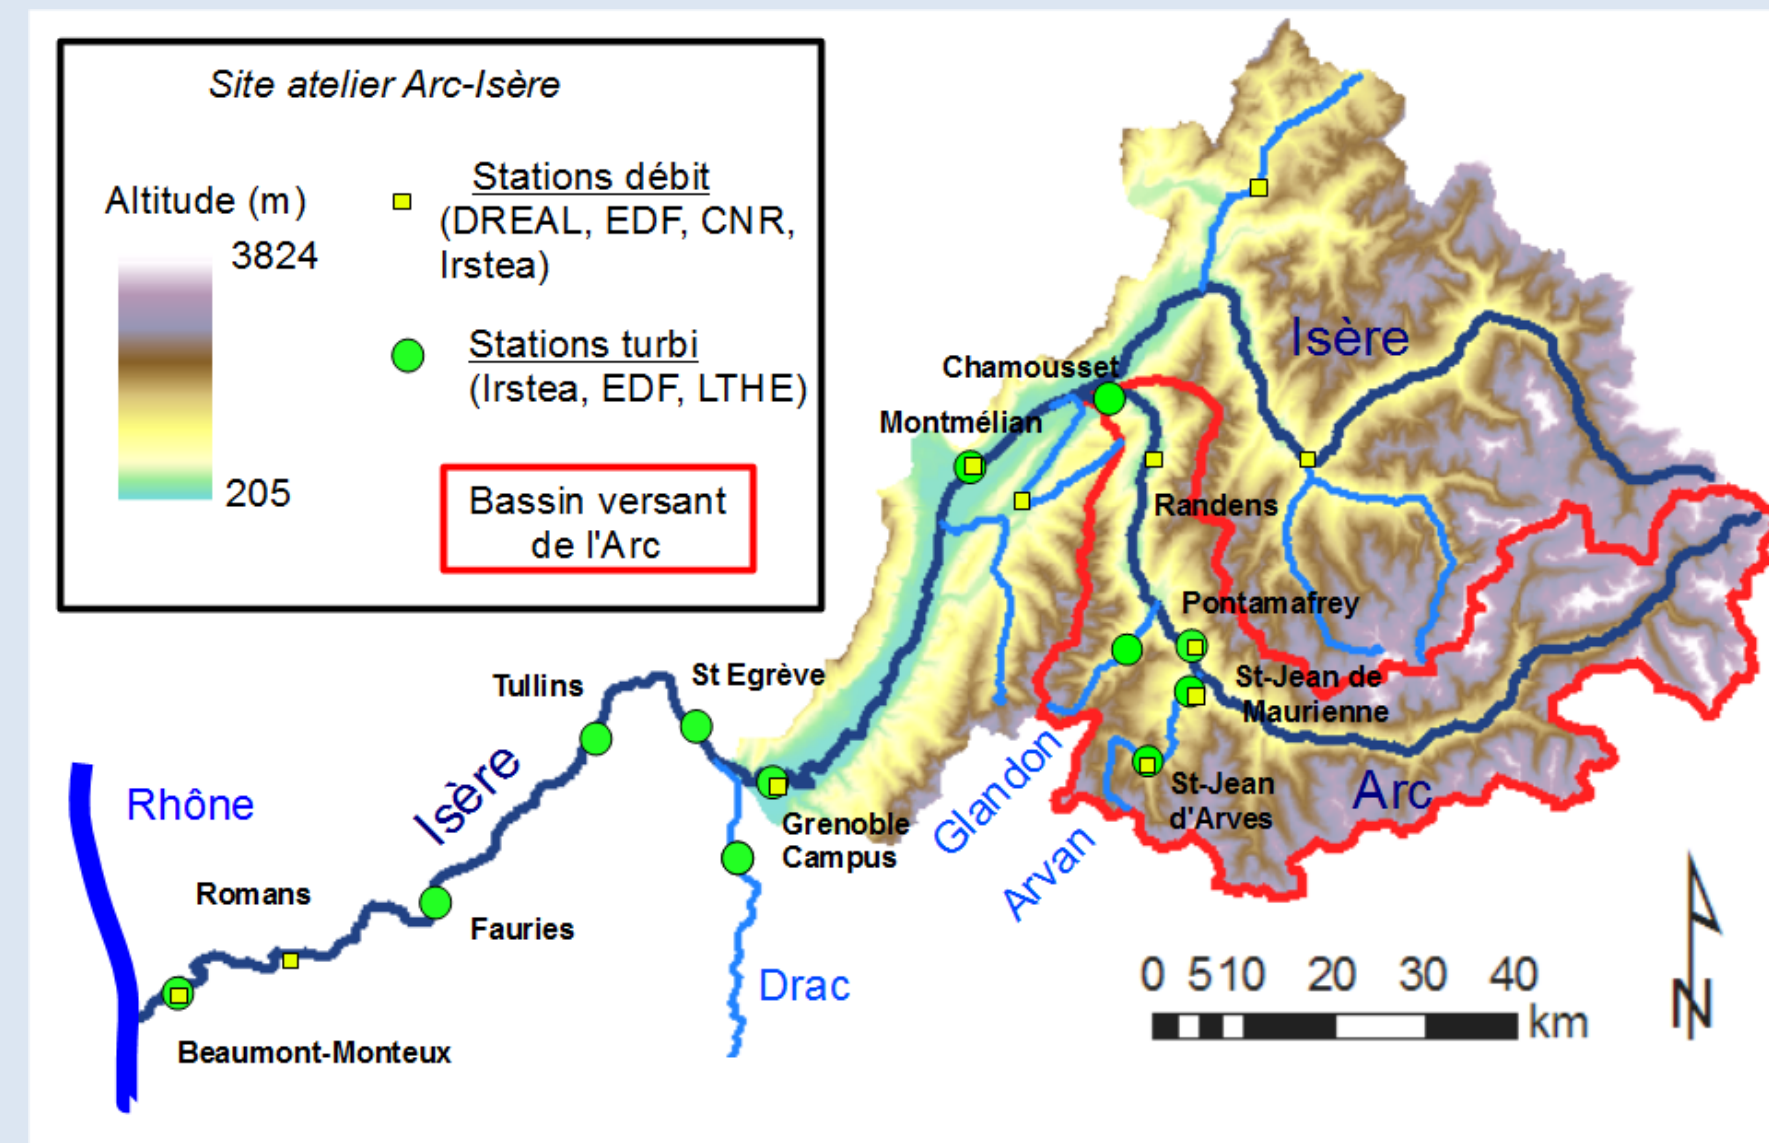 Site atelier Arc-Isère
Altitude (m)
3824
205
Stations débit
(DREAL, EDF, CNR,
Irstea)
Stations turbi
(Irstea, EDF, LTHE)
Bassin versant
de l'Arc
Isère
Chamousset
Montmélian
Randens
Pontamafrey
St-Jean de
Maurienne
St-Jean
d'Arves
Arc
Glandon
Arvan
Tullins
St Egrève
Isère
Rhône
Grenoble
Campus
Romans
Fauries
Drac
Beaumont-Monteux
0 5 10 20 30 40
km
N